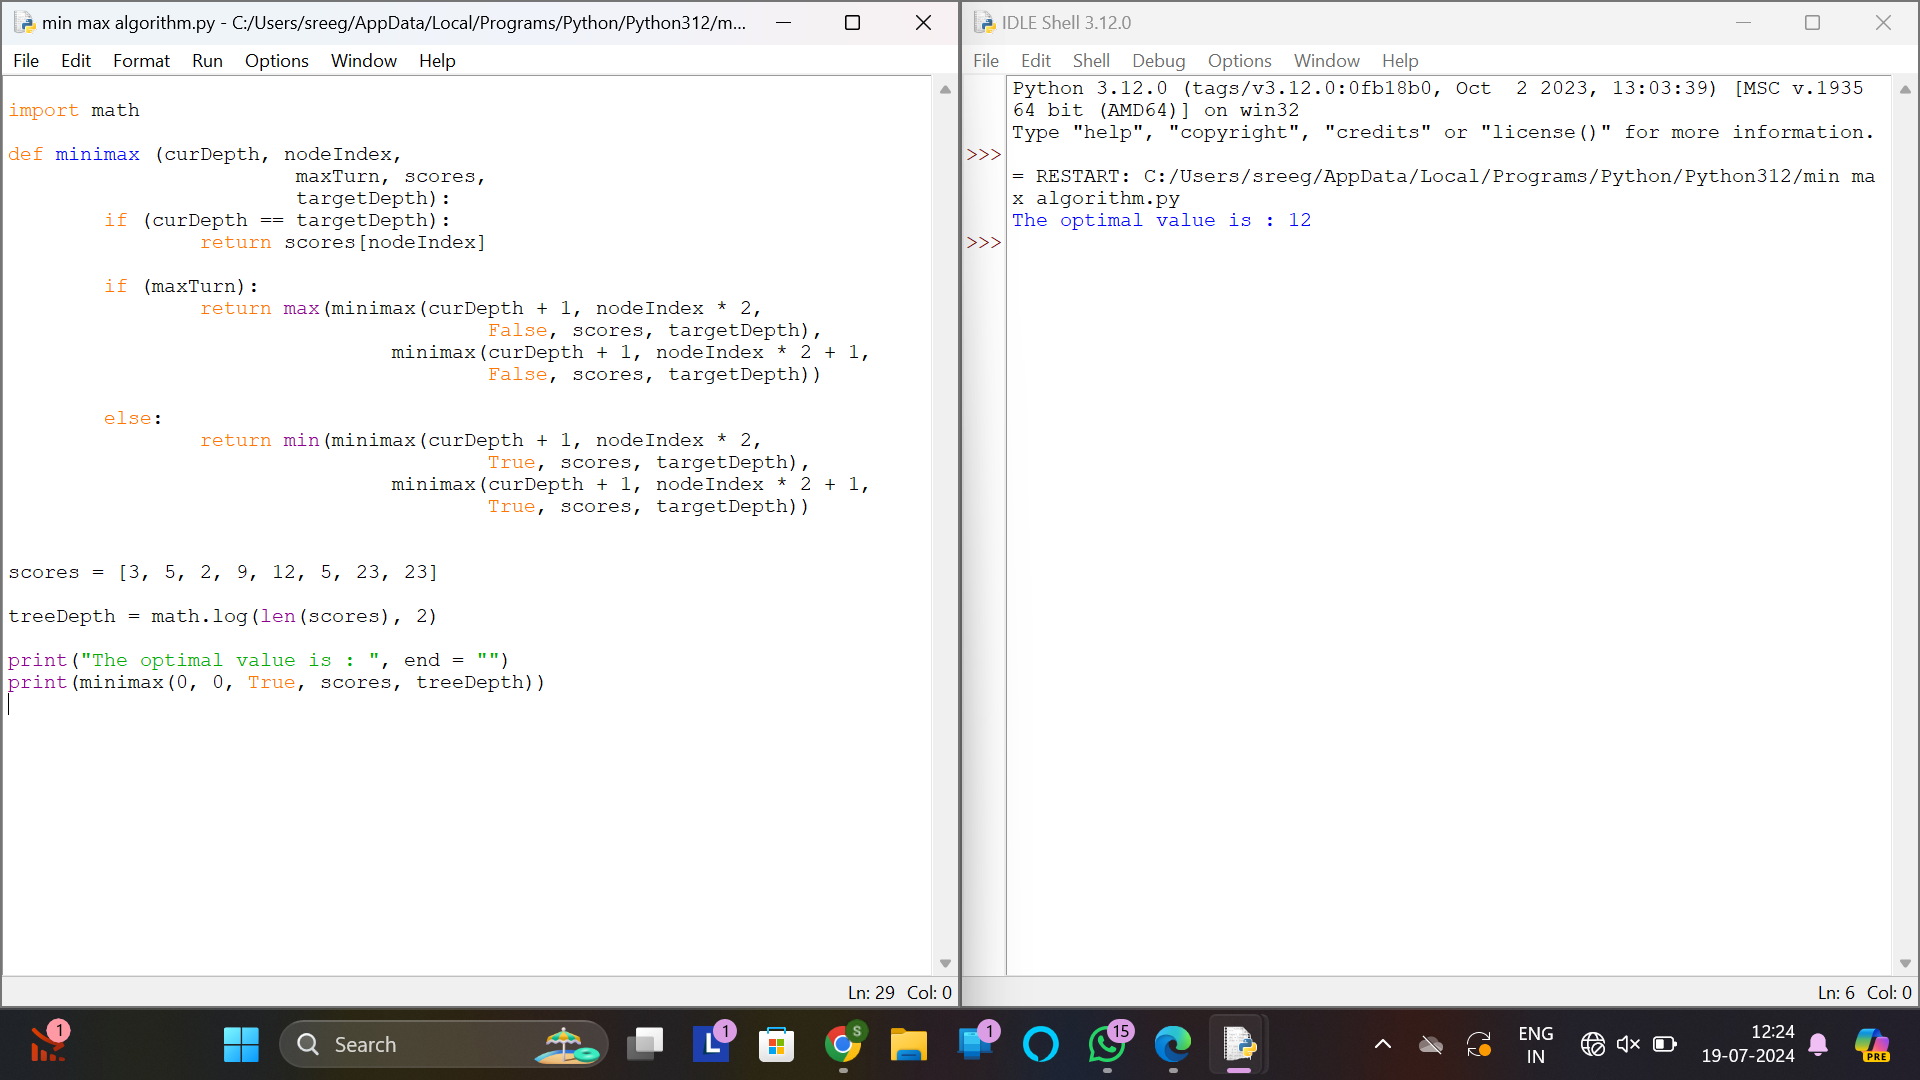 min max algorithm.py - C:/Users/sreeg/AppData/Local/Programs/Python/Python312/m...
File Edit Format Run Options Window Help
import math
def minimax (curDepth, nodeIndex,
maxTurn, scores,
targetDepth):
if (curDepth == targetDepth):
return scores[nodeIndex]
if (maxTurn):
return max(minimax(curDepth + 1, nodeIndex * 2,
False, scores, targetDepth),
minimax(curDepth + 1, nodeIndex * 2 + 1,
False, scores, targetDepth))
else:
return min(minimax(curDepth + 1, nodeIndex * 2,
True, scores, targetDepth),
minimax(curDepth + 1, nodeIndex * 2 + 1,
True, scores, targetDepth))
scores = [3, 5, 2, 9, 12, 5, 23, 23]
treeDepth = math.log(len(scores), 2)
print("The optimal value is : ", end = "")
print(minimax(0, 0, True, scores, treeDepth))
Ln: 29 Col: 0
IDLE Shell 3.12.0
File Edit Shell Debug Options Window Help
Python 3.12.0 (tags/v3.12.0:0fb18b0, Oct  2 2023, 13:03:39) [MSC v.1935
64 bit (AMD64)] on win32
Type "help", "copyright", "credits" or "license()" for more information.
>>>
= RESTART: C:/Users/sreeg/AppData/Local/Programs/Python/Python312/min ma
x algorithm.py
The optimal value is : 12
>>>
Ln: 6 Col: 0
1
Search
L 1
S
1
15
PRE
ENG
IN
12:24
19-07-2024